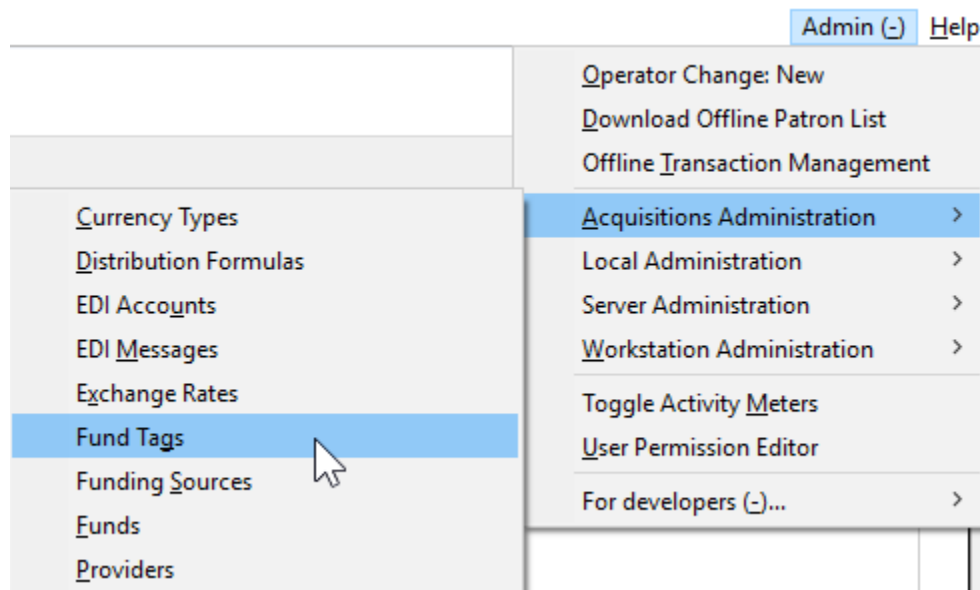 Admin (-) Help
Operator Change: New
Download Offline Patron List
Offline Transaction Management
Acquisitions Administration
Local Administration
Server Administration
Workstation Administration
Toggle Activity Meters
User Permission Editor
For developers (-)...
Currency Types
Distribution Formulas
EDI Accounts
EDI Messages
Exchange Rates
Fund Tags
Funding Sources
Funds
Providers